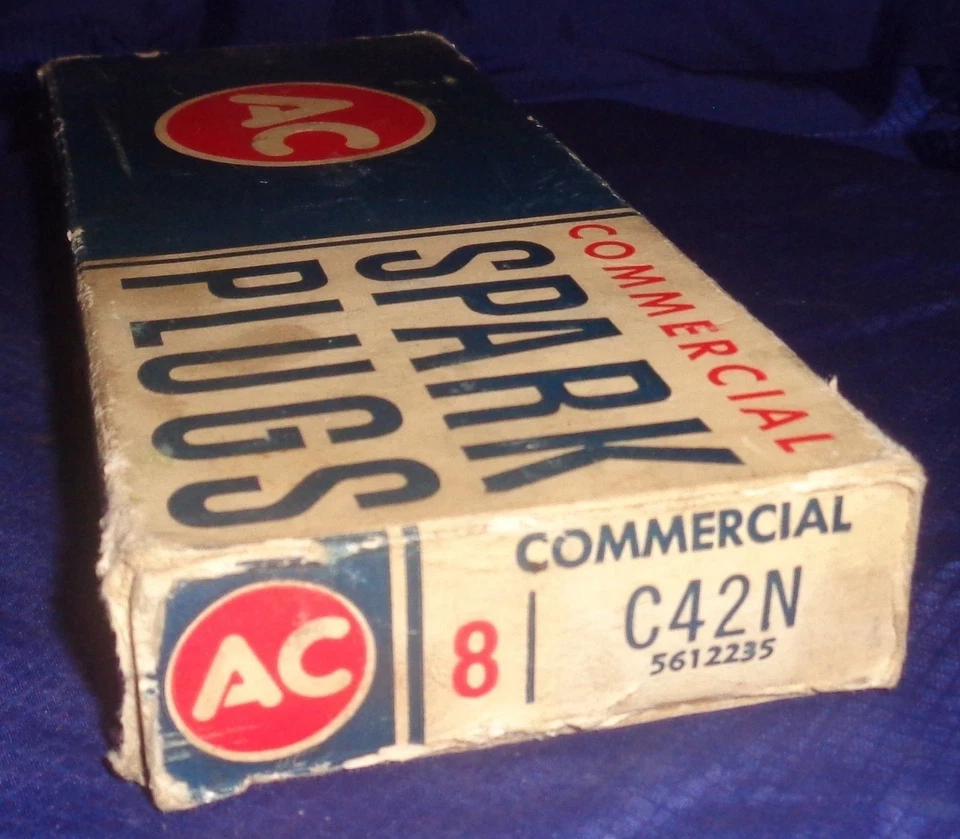 AC
COMMERCIAL
SPARK
PLUGS
AC
8
COMMERCIAL
C42N
5612235